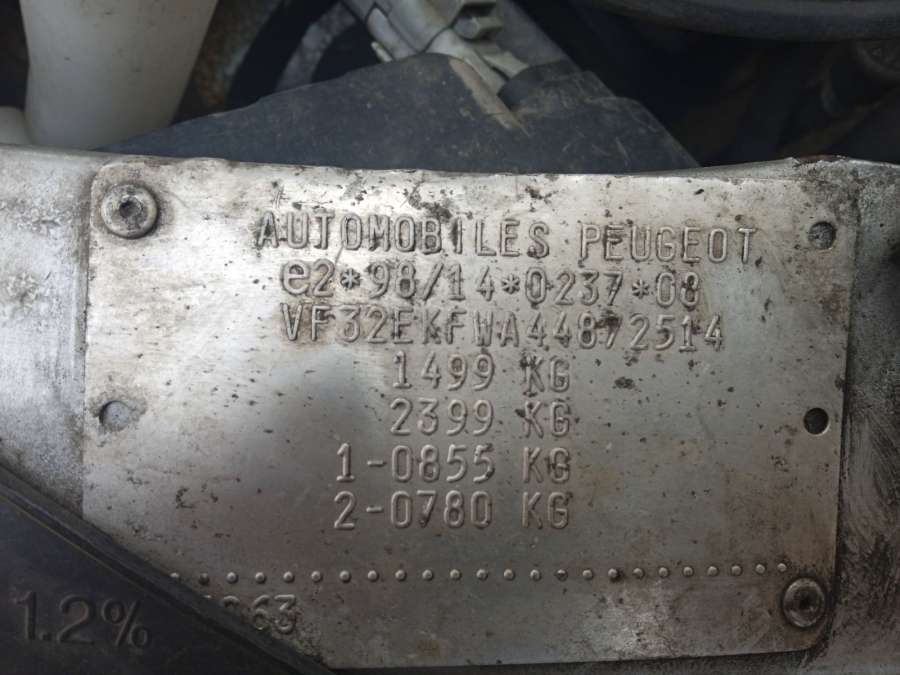 AUTOMOBILES PEUGEOT
e2*98/14*0237*08
VF32EKFWA44872514
1499 KG
2399 KG
1-0855 KG
2-0780 KG
1.2%